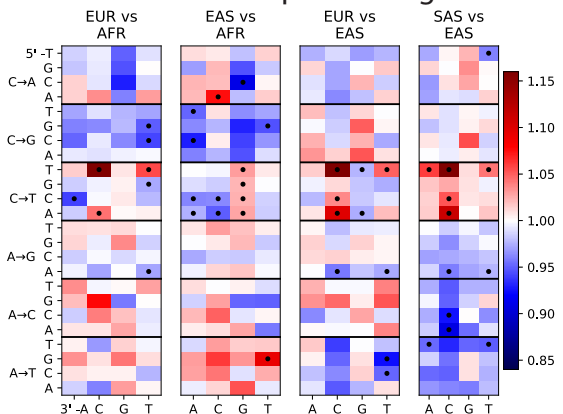 EUR vs AFR
EAS vs AFR
EUR vs EAS
SAS vs EAS
5' -T
G
C→A C
A
T
G
C→G C
A
T
G
C→T C
A
T
G
A→G C
A
T
G
A→C C
A
T
G
A→T C
A
3' -A C G T
A C G T
A C G T
A C G T
1.15
1.10
1.05
1.00
0.95
0.90
0.85